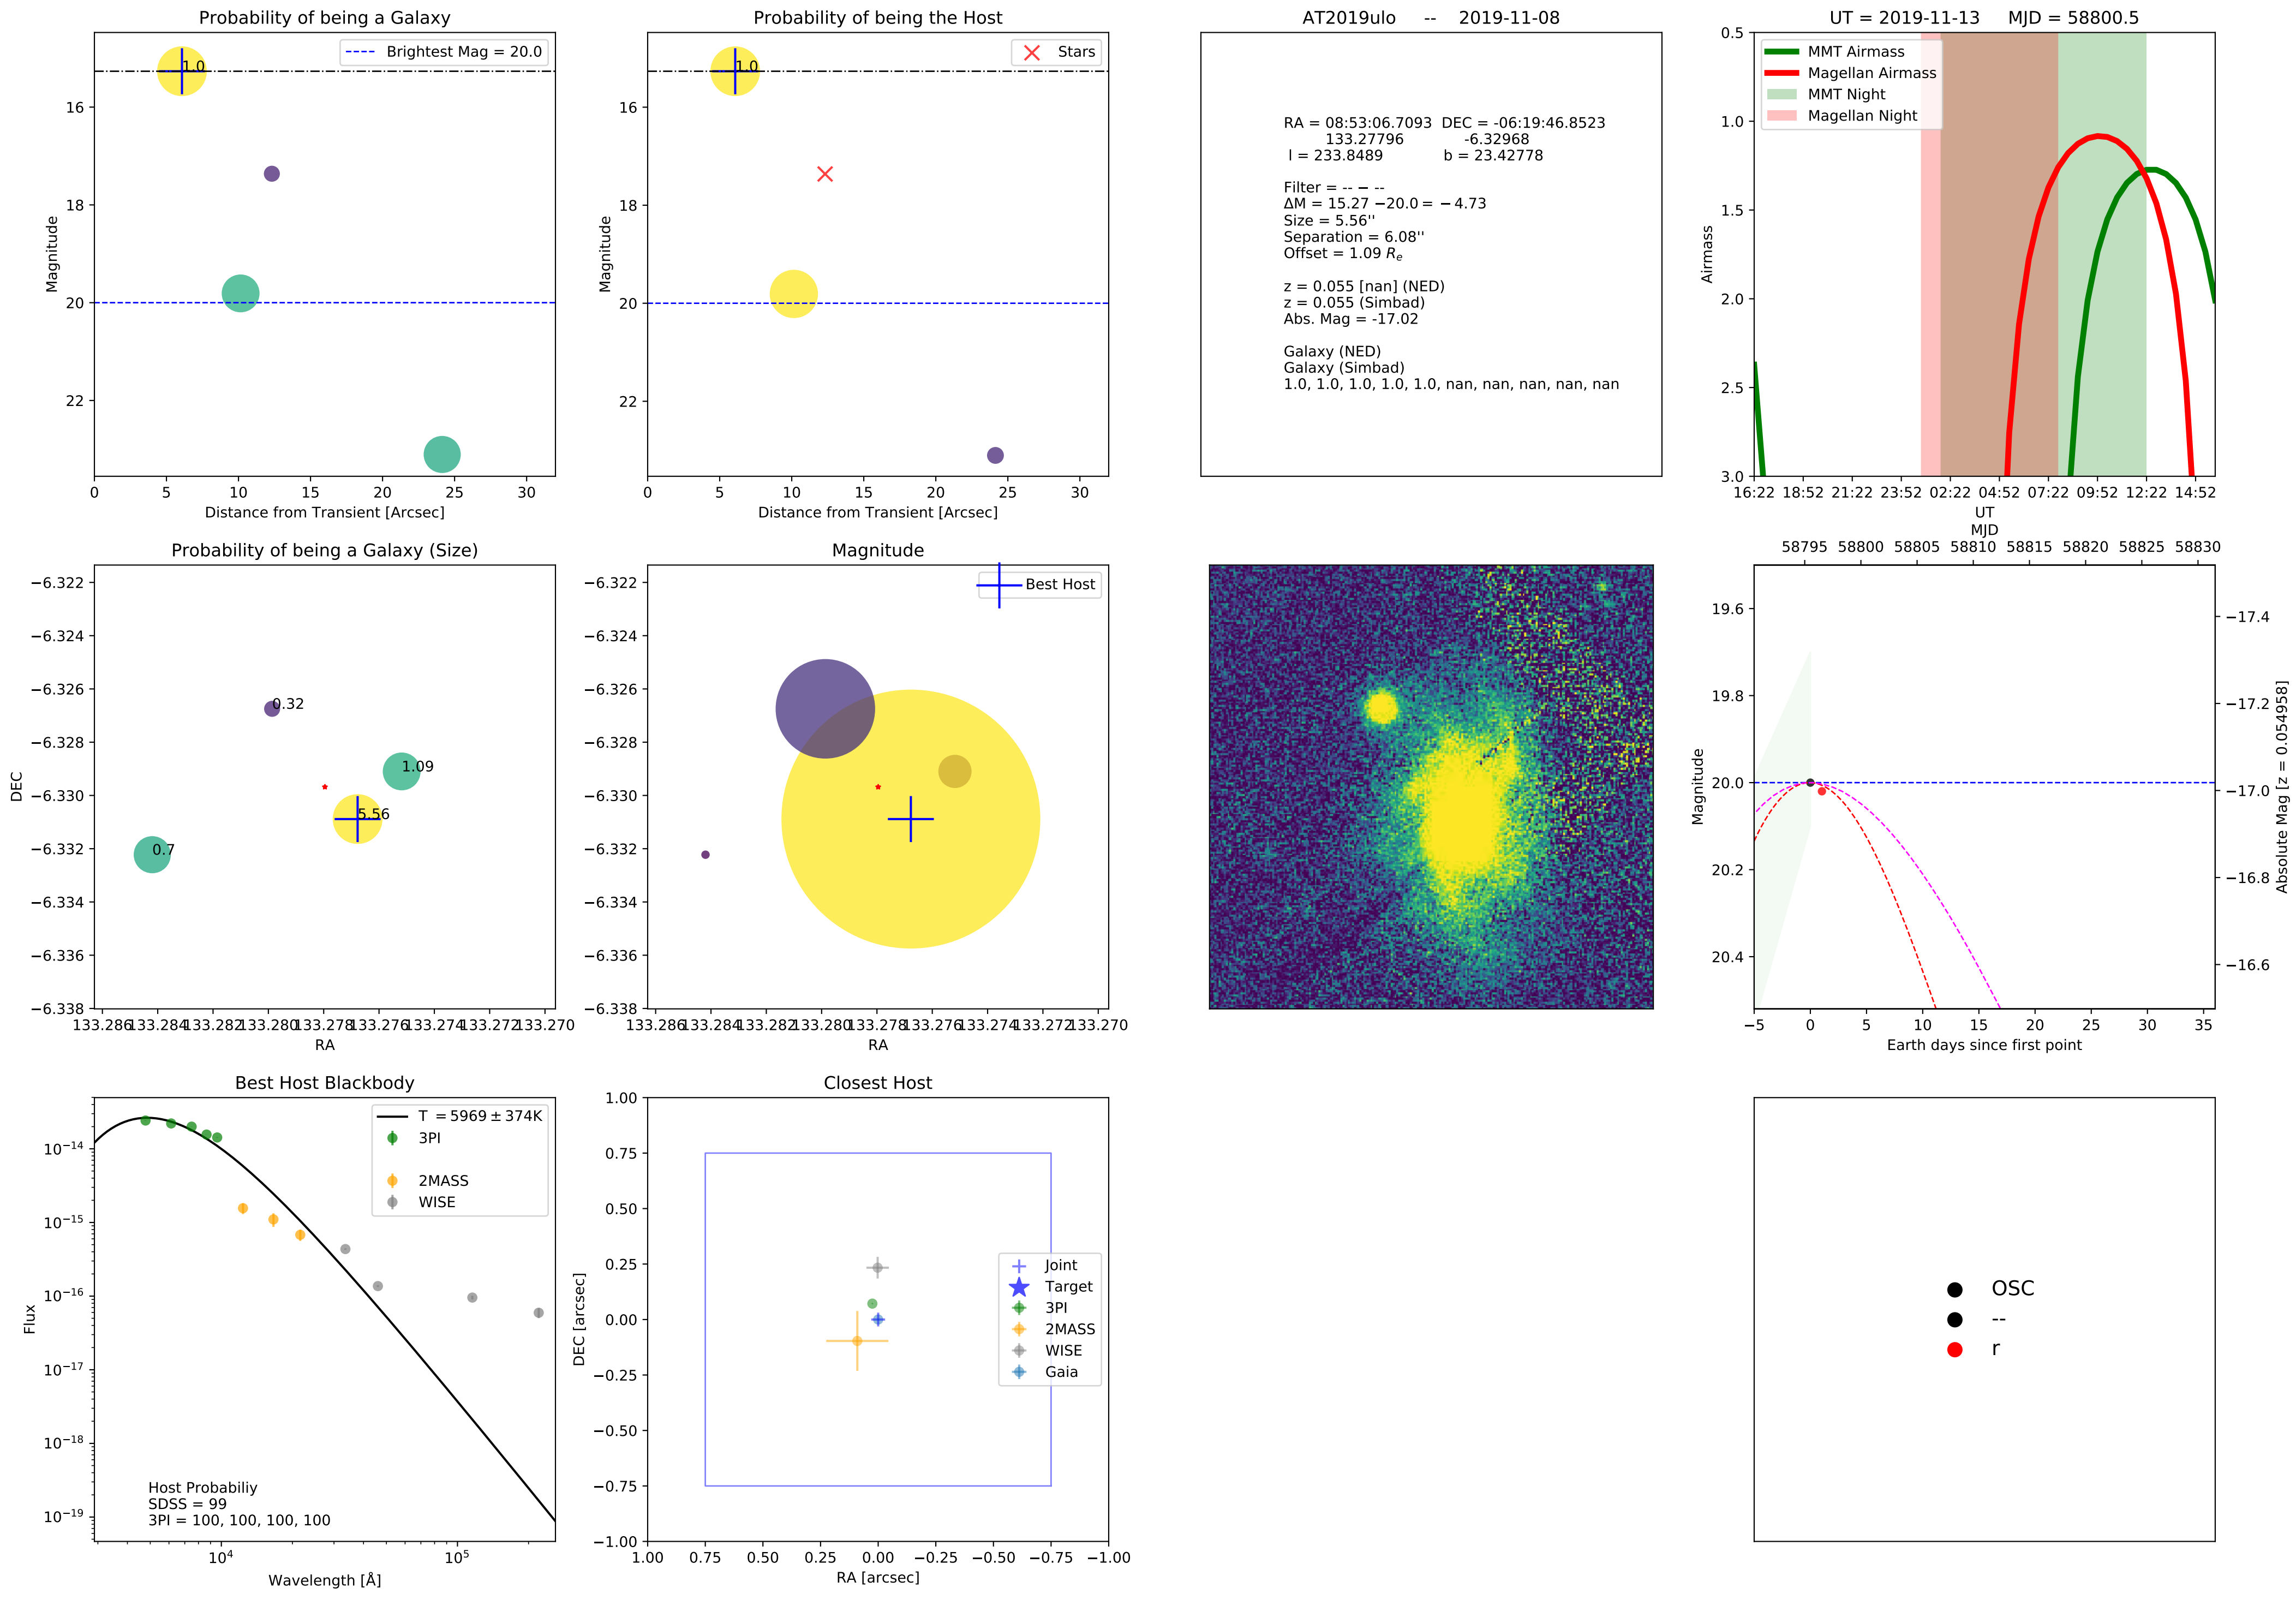 Probability of being a Galaxy
1.0
Brightest Mag = 20.0
16
18
20
22
Magnitude
0 5 10 15 20 25 30
Distance from Transient [Arcsec]
Probability of being the Host
1.0
Stars
16
18
20
22
Magnitude
0 5 10 15 20 25 30
Distance from Transient [Arcsec]
AT2019ulo -- 2019-11-08
RA = 08:53:06.7093 DEC = -06:19:46.8523
133.27796 -6.32968
l = 233.8489 b = 23.42778
Filter = -- − --
ΔM = 15.27 −20.0 = −4.73
Size = 5.56''
Separation = 6.08''
Offset = 1.09 Re
z = 0.055 [nan] (NED)
z = 0.055 (Simbad)
Abs. Mag = -17.02
Galaxy (NED)
Galaxy (Simbad)
1.0, 1.0, 1.0, 1.0, 1.0, nan, nan, nan, nan, nan
UT = 2019-11-13 MJD = 58800.5
MMT Airmass
Magellan Airmass
MMT Night
Magellan Night
0.5
1.0
1.5
2.0
2.5
3.0
Airmass
16:22 18:52 21:22 23:52 02:22 04:52 07:22 09:52 12:22 14:52
UT
Probability of being a Galaxy (Size)
−6.322
−6.324
−6.326
−6.328
−6.330
−6.332
−6.334
−6.336
−6.338
DEC
0.32
1.09
5.56
0.7
133.286 133.284 133.282 133.280 133.278 133.276 133.274 133.272 133.270
RA
Magnitude
Best Host
−6.322
−6.324
−6.326
−6.328
−6.330
−6.332
−6.334
−6.336
−6.338
133.286 133.284 133.282 133.280 133.278 133.276 133.274 133.272 133.270
RA
MJD
58795 58800 58805 58810 58815 58820 58825 58830
19.6
19.8
20.0
20.2
20.4
Magnitude
−17.4
−17.2
−17.0
−16.8
−16.6
Absolute Mag [z = 0.054958]
−5 0 5 10 15 20 25 30 35
Earth days since first point
Best Host Blackbody
T = 5969 ± 374K
3PI
2MASS
WISE
10−14
10−15
10−16
10−17
10−18
10−19
Flux
Host Probabiliy
SDSS = 99
3PI = 100, 100, 100, 100
104 105
Wavelength [Å]
Closest Host
1.00
0.75
0.50
0.25
0.00
−0.25
−0.50
−0.75
−1.00
DEC [arcsec]
Joint
Target
3PI
2MASS
WISE
Gaia
1.00 0.75 0.50 0.25 0.00 −0.25 −0.50 −0.75 −1.00
RA [arcsec]
OSC
--
r